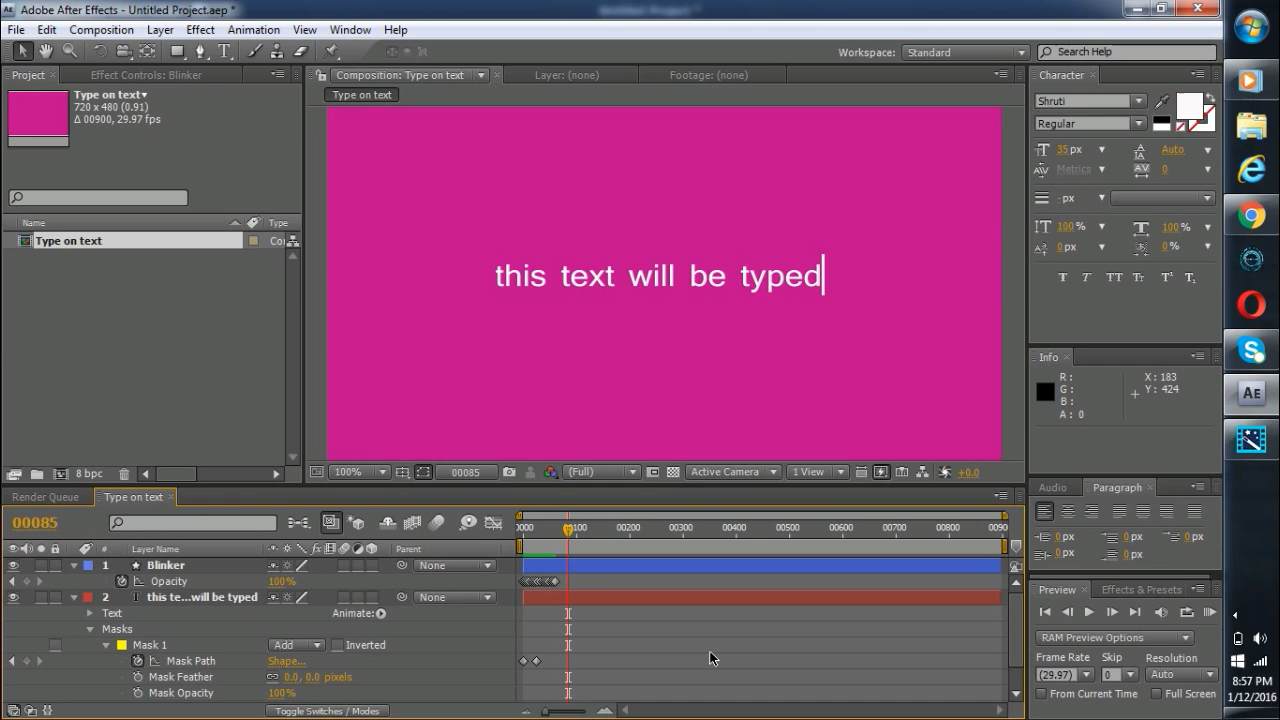 Adobe After Effects - Untitled Project.aep *
File Edit Composition Layer Effect Animation View Window Help
Workspace: Standard Search Help
Project Effect Controls: Blinker Composition: Type on text Layer: (none) Footage: (none) Character
Type on text
720 x 480 (0.91)
Δ 00900, 29.97 fps
Type on text
Shruti
Regular
35 px Auto
Metrics 0
- px
100 % 100 %
0 px 0 %
T T TT Tt T¹ T₁
Name Type
Type on text Co
this text will be typed
Info
R: X: 183
G: Y: 424
B:
A: 0
8 bpc 100% 00085 (Full) Active Camera 1 View +0.0
Render Queue Type on text Audio Paragraph
0 px 0 px 0 px
0 px 0 px
00085 0000 00100 00200 00300 00400 00500 00600 00700 00800 0090
# Layer Name Parent
1 Blinker None
Opacity 100%
2 this te...will be typed None
Text Animate:
Masks
Mask 1 Add Inverted
Mask Path Shape...
Mask Feather 0.0, 0.0 pixels
Mask Opacity 100%
Toggle Switches / Modes
Preview Effects & Presets
RAM Preview Options
Frame Rate Skip Resolution
(29.97) 0 Auto
From Current Time Full Screen
Ae
8:57 PM
1/12/2016